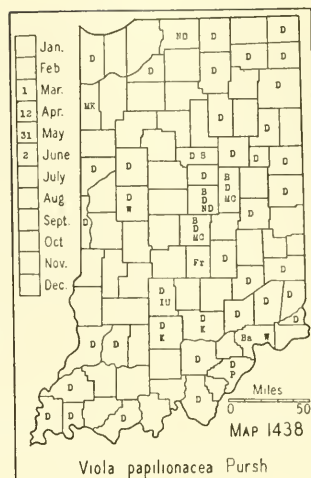 Jan.
Feb
1 Mar.
12 Apr.
31 May
2 June
July
Aug
Sept.
Oct
Nov.
Dec.
ND D D
D D D D
MK
D D
D D
D S D D D
D D D B D
D W B D ND D MC
D B D MC D
Fr D D
D IU D D D
D K D K Ba W
D D D D
D D P
D D D D
Miles
0 50
MAP 1438
Viola papilionacea Pursh